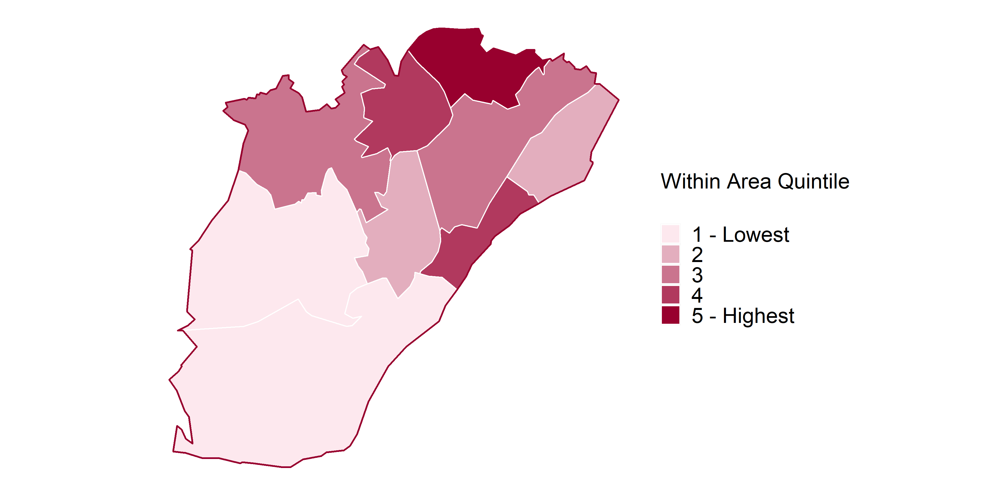 Within Area Quintile
1 - Lowest
2
3
4
5 - Highest